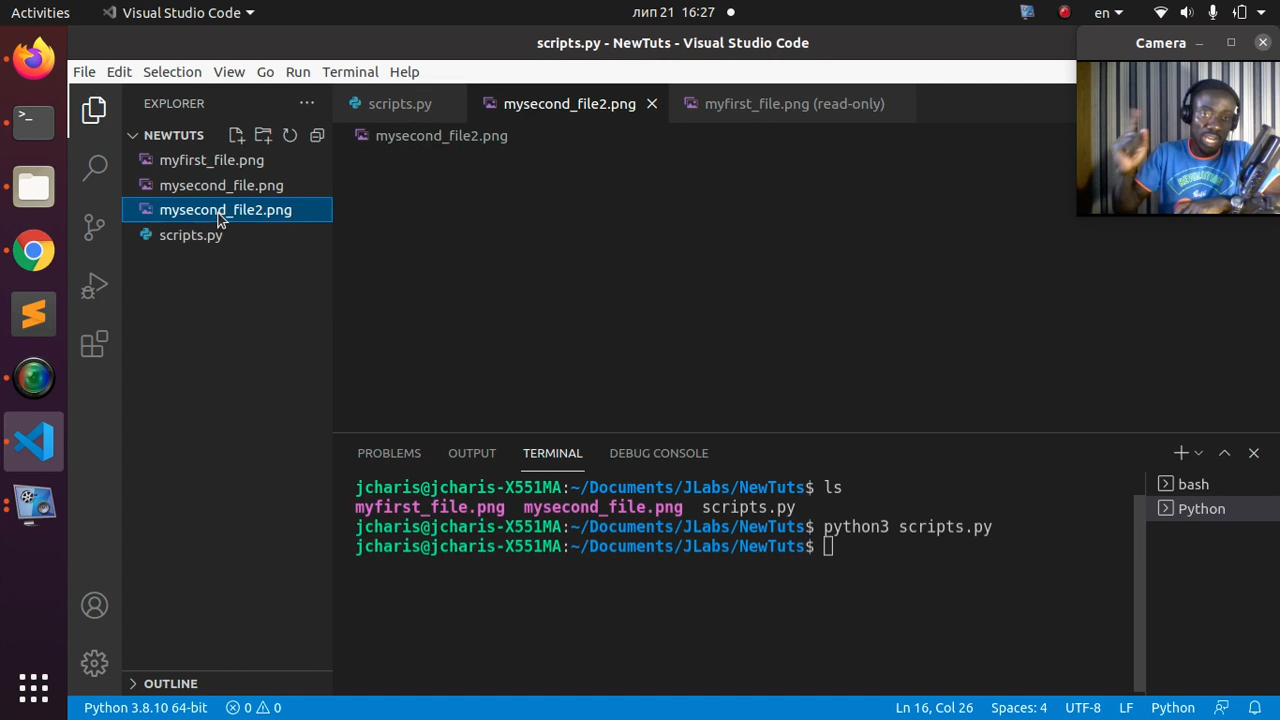 Activities
Visual Studio Code
лип 21 16:27
en
scripts.py - NewTuts - Visual Studio Code
Camera
File Edit Selection View Go Run Terminal Help
EXPLORER
scripts.py
mysecond_file2.png
myfirst_file.png (read-only)
NEWTUTS
mysecond_file2.png
myfirst_file.png
mysecond_file.png
mysecond_file2.png
scripts.py
PROBLEMS OUTPUT TERMINAL DEBUG CONSOLE
jcharis@jcharis-X551MA:~/Documents/JLabs/NewTuts$ ls
myfirst_file.png mysecond_file.png scripts.py
jcharis@jcharis-X551MA:~/Documents/JLabs/NewTuts$ python3 scripts.py
jcharis@jcharis-X551MA:~/Documents/JLabs/NewTuts$
bash
Python
OUTLINE
Python 3.8.10 64-bit 0 0 Ln 16, Col 26 Spaces: 4 UTF-8 LF Python